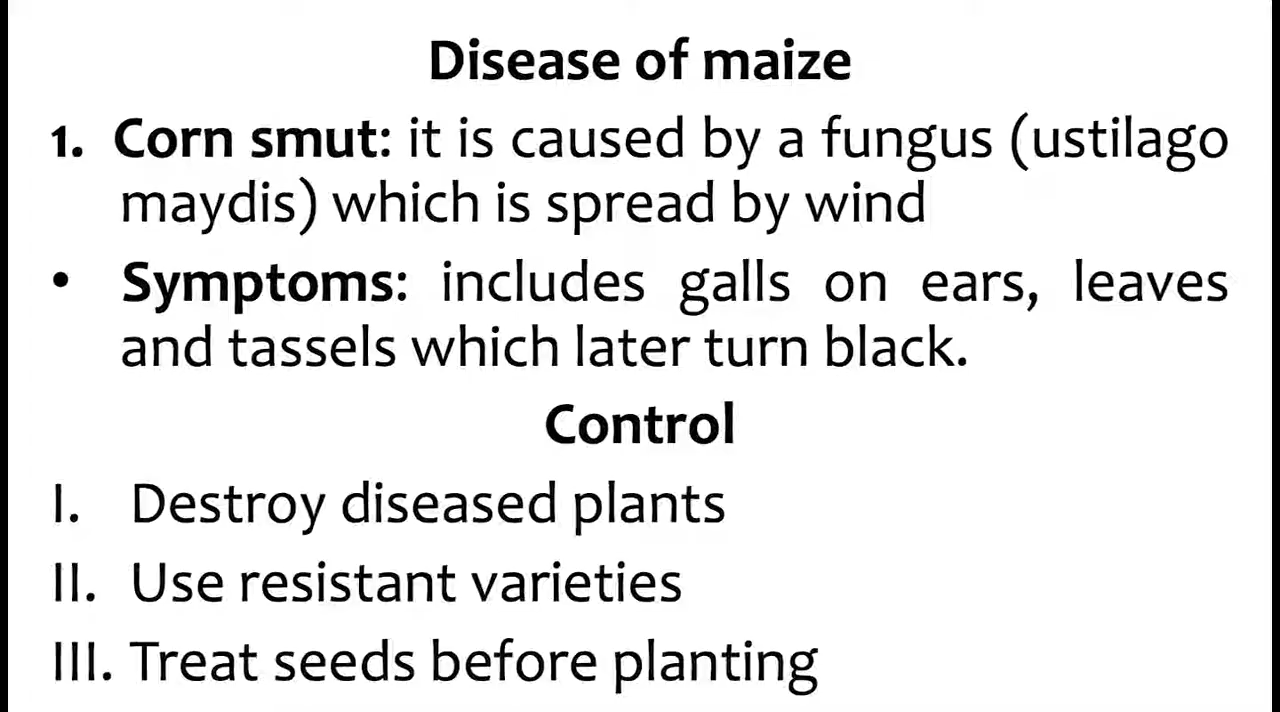 Disease of maize
1. Corn smut: it is caused by a fungus (ustilago
maydis) which is spread by wind
• Symptoms: includes galls on ears, leaves
and tassels which later turn black.
Control
I. Destroy diseased plants
II. Use resistant varieties
III. Treat seeds before planting